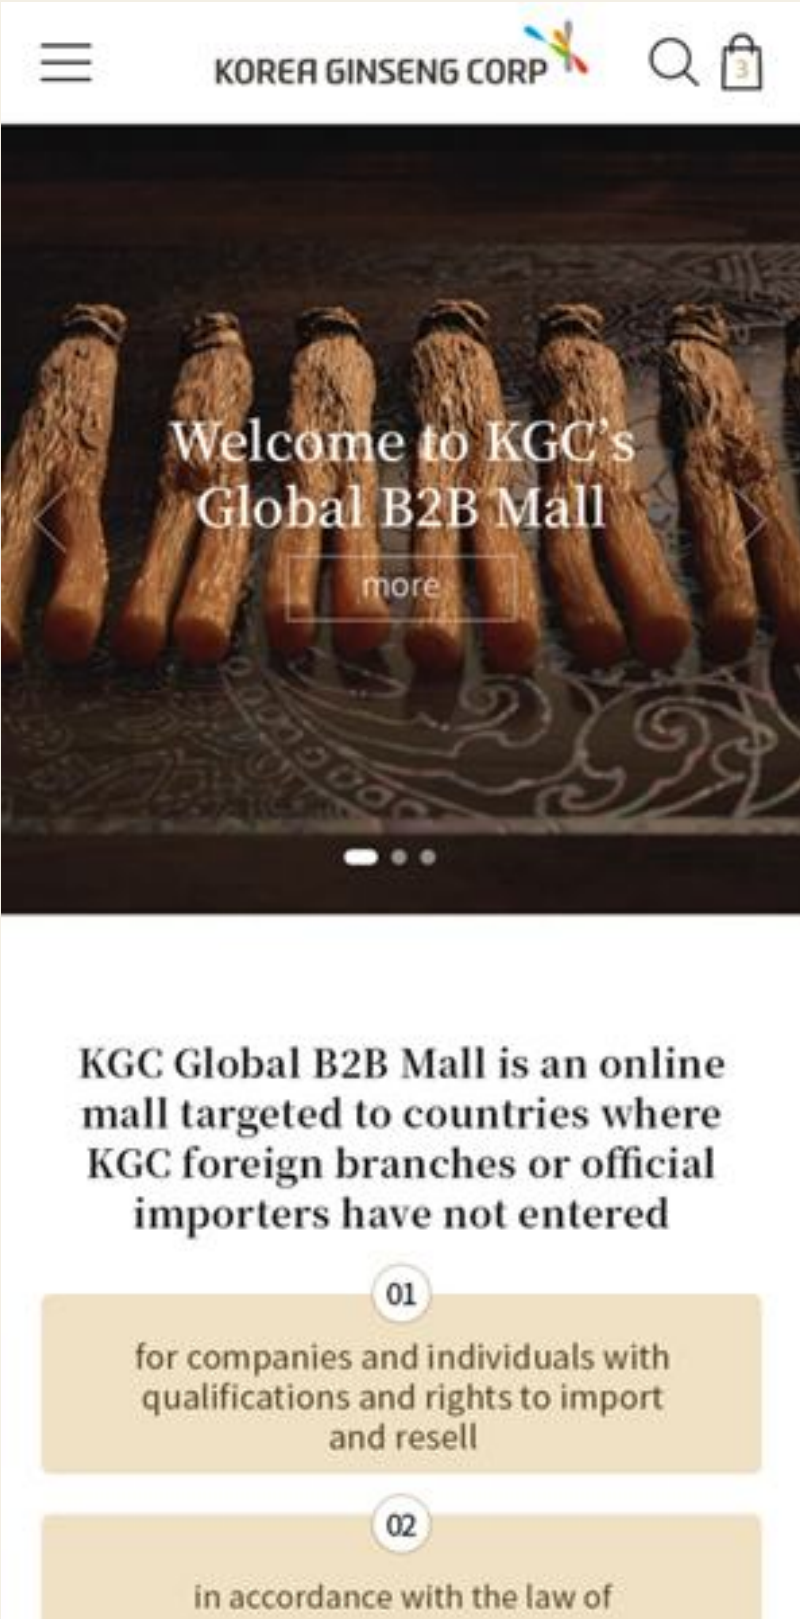 KOREA GINSENG CORP
3
Welcome to KGC's
Global B2B Mall
more
KGC Global B2B Mall is an online
mall targeted to countries where
KGC foreign branches or official
importers have not entered
01
for companies and individuals with
qualifications and rights to import
and resell
02
in accordance with the law of